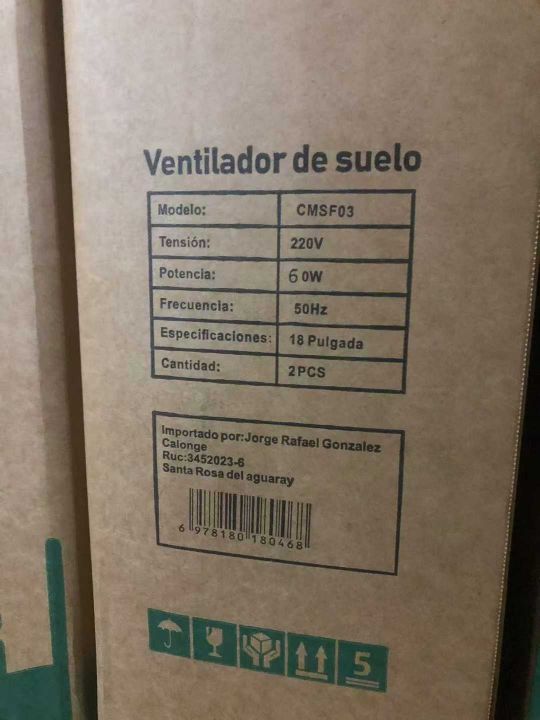 Ventilador de suelo
Modelo: CMSF03
Tensión: 220V
Potencia: 60W
Frecuencia: 50Hz
Especificaciones: 18 Pulgada
Cantidad: 2PCS
Importado por:Jorge Rafael Gonzalez
Calonge
Ruc:3452023-6
Santa Rosa del aguaray
6 978180 180468
5